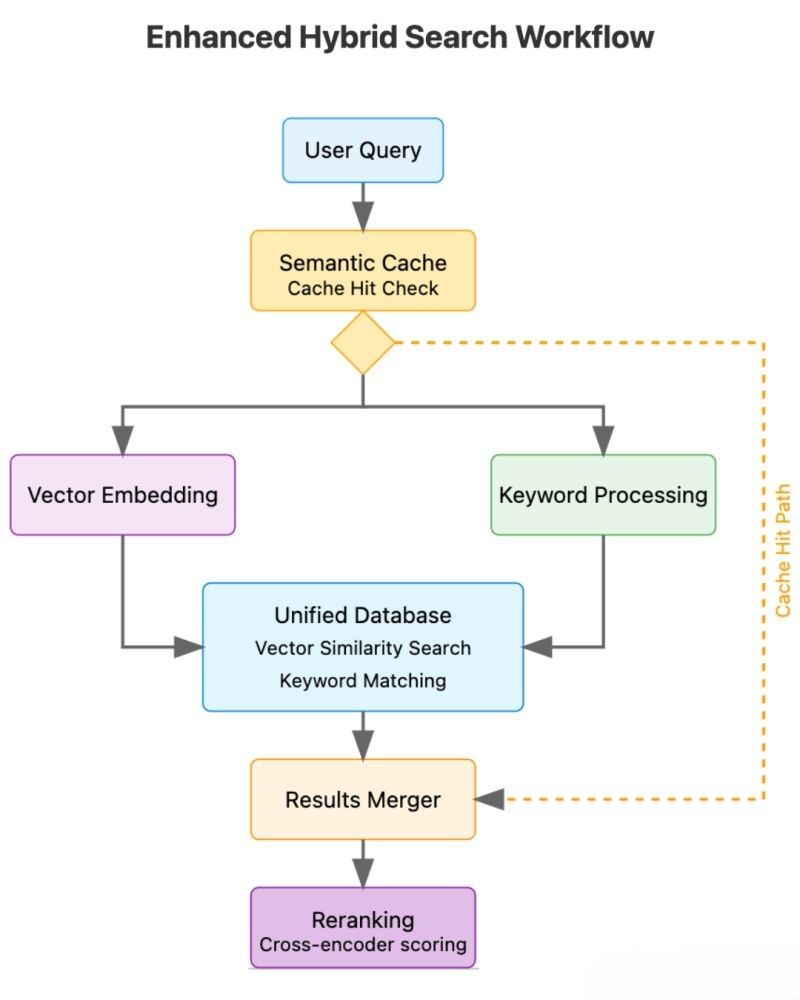 Enhanced Hybrid Search Workflow
User Query
Semantic Cache
Cache Hit Check
Vector Embedding
Keyword Processing
Cache Hit Path
Unified Database
Vector Similarity Search
Keyword Matching
Results Merger
Reranking
Cross-encoder scoring